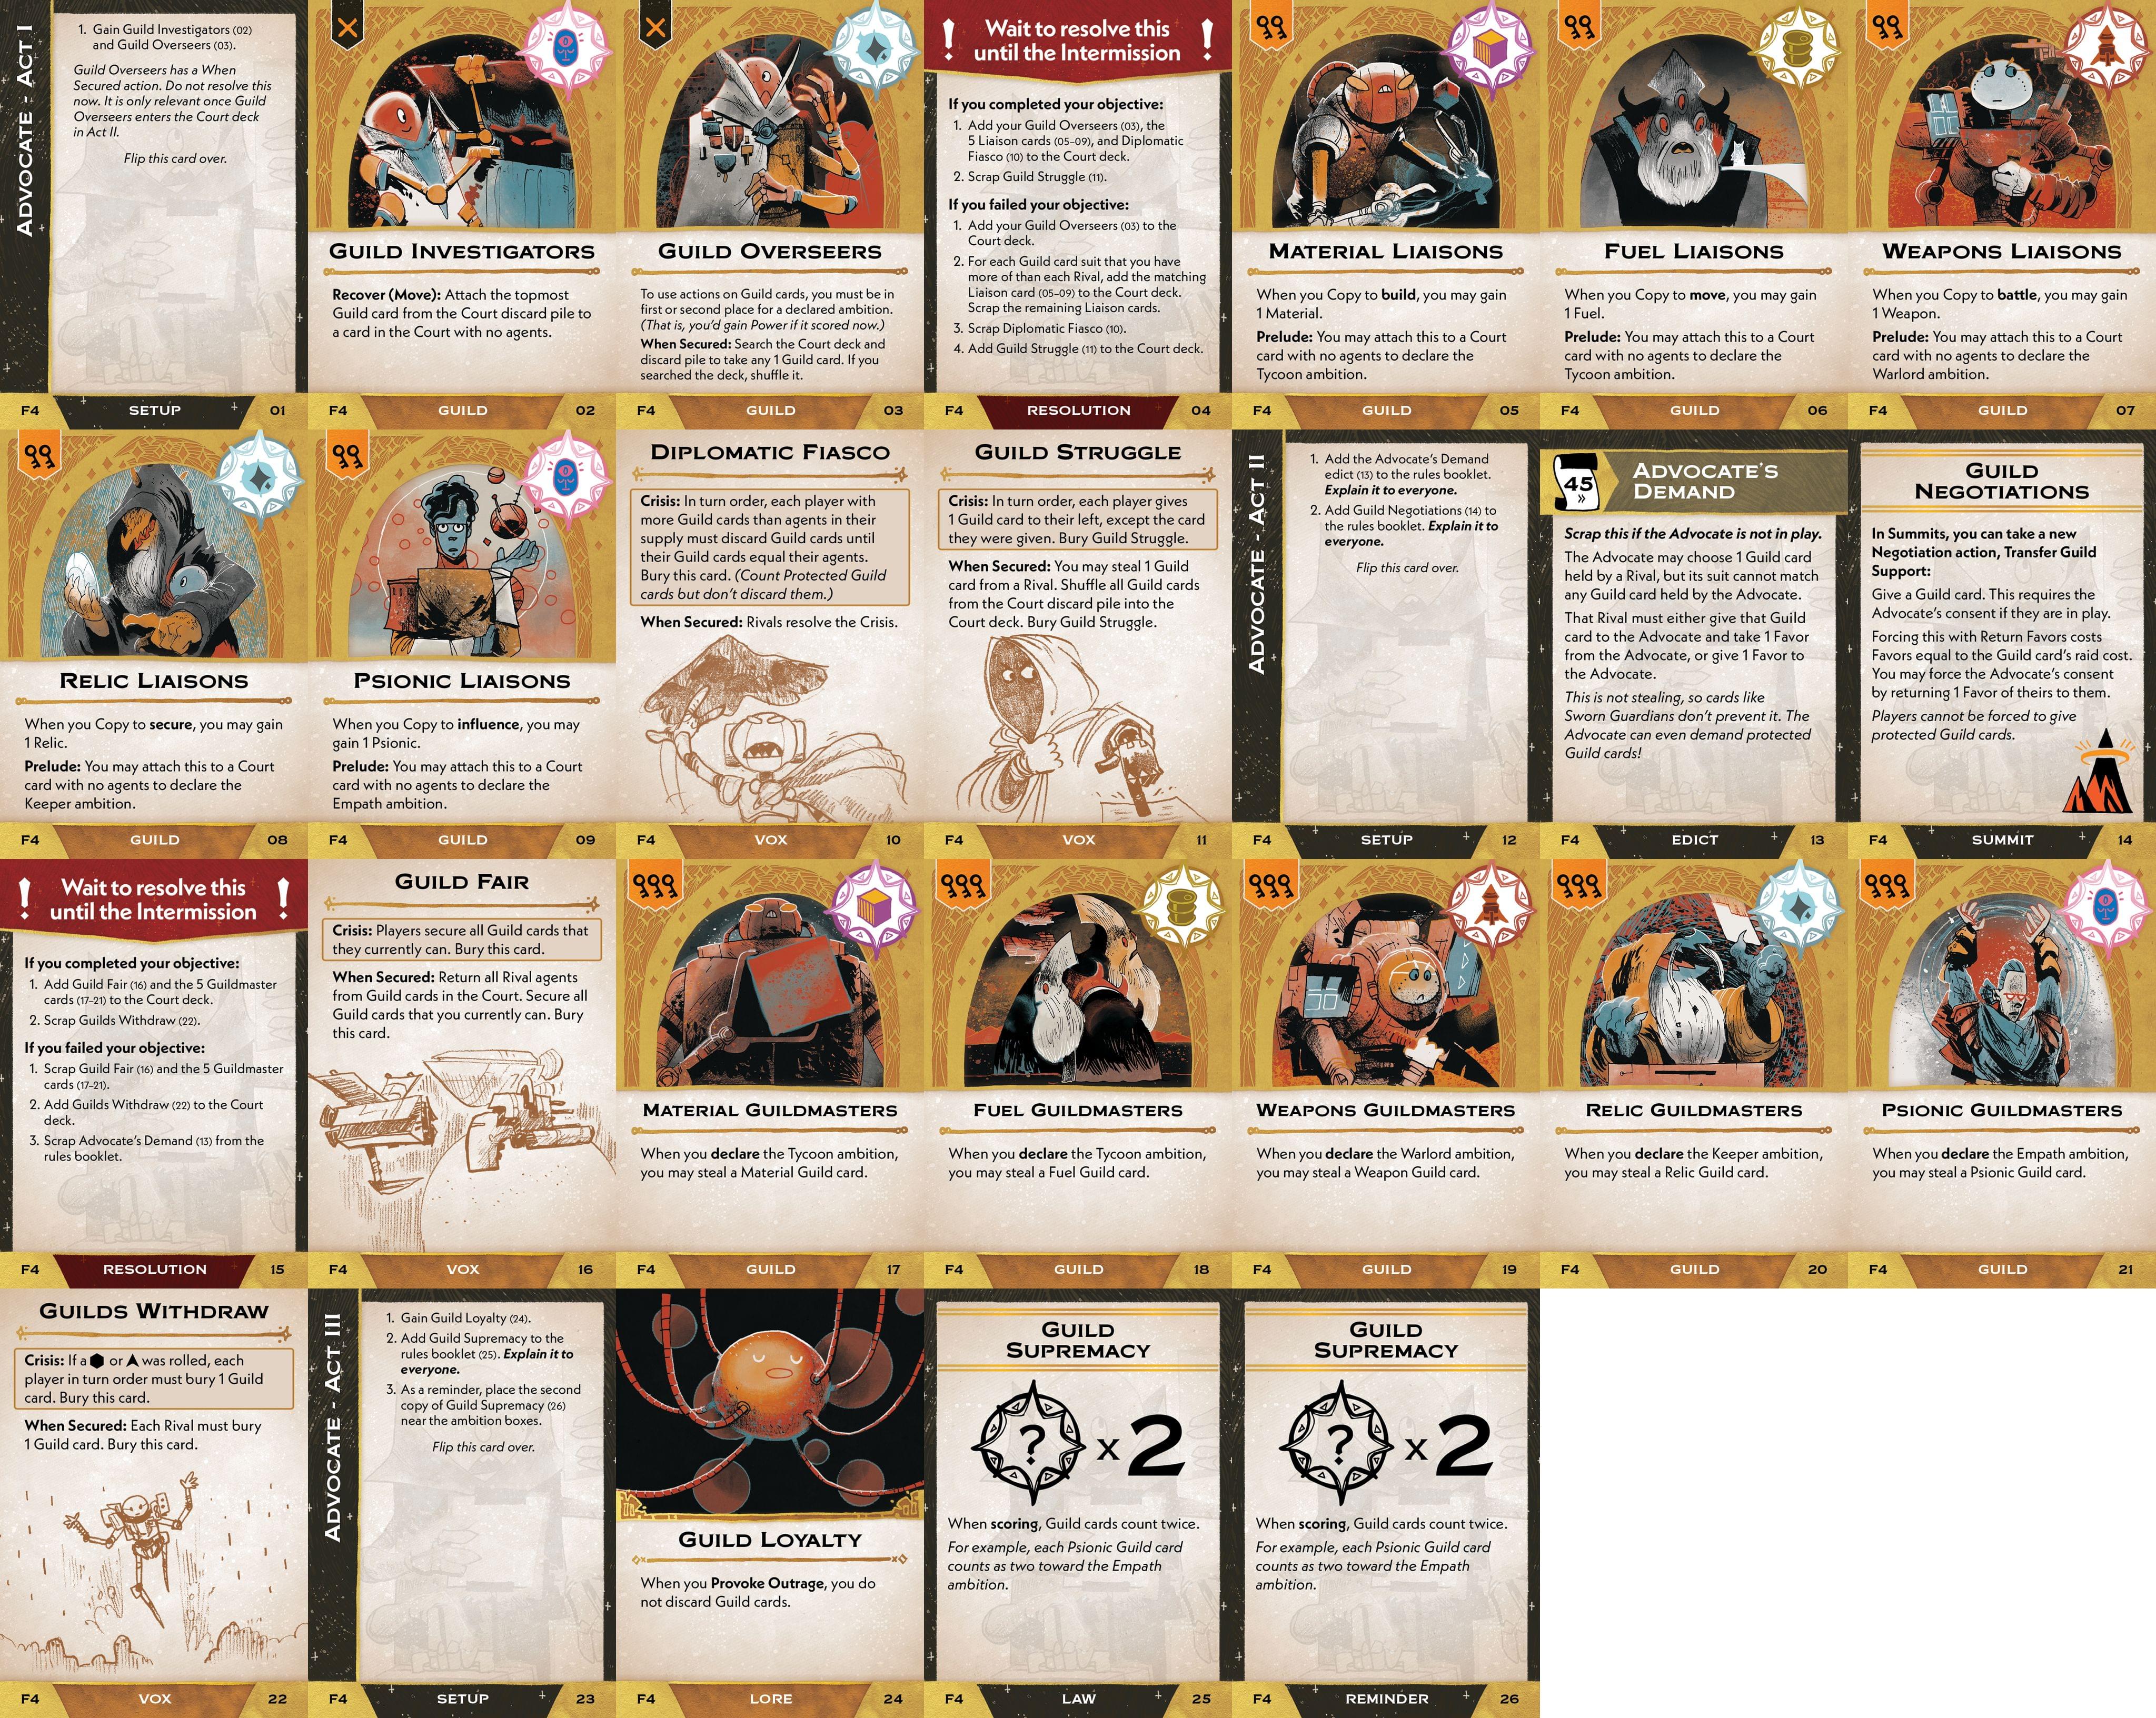 ADVOCATE - ACT I
1. Gain Guild Investigators (02)
and Guild Overseers (03).
Guild Overseers has a When
Secured action. Do not resolve this
now. It is only relevant once Guild
Overseers enters the Court deck
in Act II.
Flip this card over.
F4 SETUP 01
GUILD INVESTIGATORS
Recover (Move): Attach the topmost
Guild card from the Court discard pile to
a card in the Court with no agents.
F4 GUILD 02
GUILD OVERSEERS
To use actions on Guild cards, you must be in
first or second place for a declared ambition.
(That is, you'd gain Power if it scored now.)
When Secured: Search the Court deck and
discard pile to take any 1 Guild card. If you
searched the deck, shuffle it.
F4 GUILD 03
! Wait to resolve this !
until the Intermission
If you completed your objective:
1. Add your Guild Overseers (03), the
5 Liaison cards (05–09), and Diplomatic
Fiasco (10) to the Court deck.
2. Scrap Guild Struggle (11).
If you failed your objective:
1. Add your Guild Overseers (03) to the
Court deck.
2. For each Guild card suit that you have
more of than each Rival, add the matching
Liaison card (05–09) to the Court deck.
Scrap the remaining Liaison cards.
3. Scrap Diplomatic Fiasco (10).
4. Add Guild Struggle (11) to the Court deck.
F4 RESOLUTION 04
MATERIAL LIAISONS
When you Copy to build, you may gain
1 Material.
Prelude: You may attach this to a Court
card with no agents to declare the
Tycoon ambition.
F4 GUILD 05
FUEL LIAISONS
When you Copy to move, you may gain
1 Fuel.
Prelude: You may attach this to a Court
card with no agents to declare the
Tycoon ambition.
F4 GUILD 06
WEAPONS LIAISONS
When you Copy to battle, you may gain
1 Weapon.
Prelude: You may attach this to a Court
card with no agents to declare the
Warlord ambition.
F4 GUILD 07
RELIC LIAISONS
When you Copy to secure, you may gain
1 Relic.
Prelude: You may attach this to a Court
card with no agents to declare the
Keeper ambition.
F4 GUILD 08
PSIONIC LIAISONS
When you Copy to influence, you may
gain 1 Psionic.
Prelude: You may attach this to a Court
card with no agents to declare the
Empath ambition.
F4 GUILD 09
DIPLOMATIC FIASCO
Crisis: In turn order, each player with
more Guild cards than agents in their
supply must discard Guild cards until
their Guild cards equal their agents.
Bury this card. (Count Protected Guild
cards but don't discard them.)
When Secured: Rivals resolve the Crisis.
F4 VOX 10
GUILD STRUGGLE
Crisis: In turn order, each player gives
1 Guild card to their left, except the card
they were given. Bury Guild Struggle.
When Secured: You may steal 1 Guild
card from a Rival. Shuffle all Guild cards
from the Court discard pile into the
Court deck. Bury Guild Struggle.
F4 VOX 11
ADVOCATE - ACT II
1. Add the Advocate's Demand
edict (13) to the rules booklet.
Explain it to everyone.
2. Add Guild Negotiations (14) to
the rules booklet. Explain it to
everyone.
Flip this card over.
F4 SETUP 12
45 »
ADVOCATE'S
DEMAND
Scrap this if the Advocate is not in play.
The Advocate may choose 1 Guild card
held by a Rival, but its suit cannot match
any Guild card held by the Advocate.
That Rival must either give that Guild
card to the Advocate and take 1 Favor
from the Advocate, or give 1 Favor to
the Advocate.
This is not stealing, so cards like
Sworn Guardians don't prevent it. The
Advocate can even demand protected
Guild cards!
F4 EDICT 13
GUILD
NEGOTIATIONS
In Summits, you can take a new
Negotiation action, Transfer Guild
Support:
Give a Guild card. This requires the
Advocate's consent if they are in play.
Forcing this with Return Favors costs
Favors equal to the Guild card's raid cost.
You may force the Advocate's consent
by returning 1 Favor of theirs to them.
Players cannot be forced to give
protected Guild cards.
F4 SUMMIT 14
! Wait to resolve this !
until the Intermission
If you completed your objective:
1. Add Guild Fair (16) and the 5 Guildmaster
cards (17–21) to the Court deck.
2. Scrap Guilds Withdraw (22).
If you failed your objective:
1. Scrap Guild Fair (16) and the 5 Guildmaster
cards (17–21).
2. Add Guilds Withdraw (22) to the Court
deck.
3. Scrap Advocate's Demand (13) from the
rules booklet.
F4 RESOLUTION 15
GUILD FAIR
Crisis: Players secure all Guild cards that
they currently can. Bury this card.
When Secured: Return all Rival agents
from Guild cards in the Court. Secure all
Guild cards that you currently can. Bury
this card.
F4 VOX 16
MATERIAL GUILDMASTERS
When you declare the Tycoon ambition,
you may steal a Material Guild card.
F4 GUILD 17
FUEL GUILDMASTERS
When you declare the Tycoon ambition,
you may steal a Fuel Guild card.
F4 GUILD 18
WEAPONS GUILDMASTERS
When you declare the Warlord ambition,
you may steal a Weapon Guild card.
F4 GUILD 19
RELIC GUILDMASTERS
When you declare the Keeper ambition,
you may steal a Relic Guild card.
F4 GUILD 20
PSIONIC GUILDMASTERS
When you declare the Empath ambition,
you may steal a Psionic Guild card.
F4 GUILD 21
GUILDS WITHDRAW
Crisis: If a ⬢ or ▲ was rolled, each
player in turn order must bury 1 Guild
card. Bury this card.
When Secured: Each Rival must bury
1 Guild card. Bury this card.
F4 VOX 22
ADVOCATE - ACT III
1. Gain Guild Loyalty (24).
2. Add Guild Supremacy to the
rules booklet (25). Explain it to
everyone.
3. As a reminder, place the second
copy of Guild Supremacy (26)
near the ambition boxes.
Flip this card over.
F4 SETUP 23
GUILD LOYALTY
When you Provoke Outrage, you do
not discard Guild cards.
F4 LORE 24
GUILD
SUPREMACY
? x 2
When scoring, Guild cards count twice.
For example, each Psionic Guild card
counts as two toward the Empath
ambition.
F4 LAW 25
GUILD
SUPREMACY
? x 2
When scoring, Guild cards count twice.
For example, each Psionic Guild card
counts as two toward the Empath
ambition.
F4 REMINDER 26